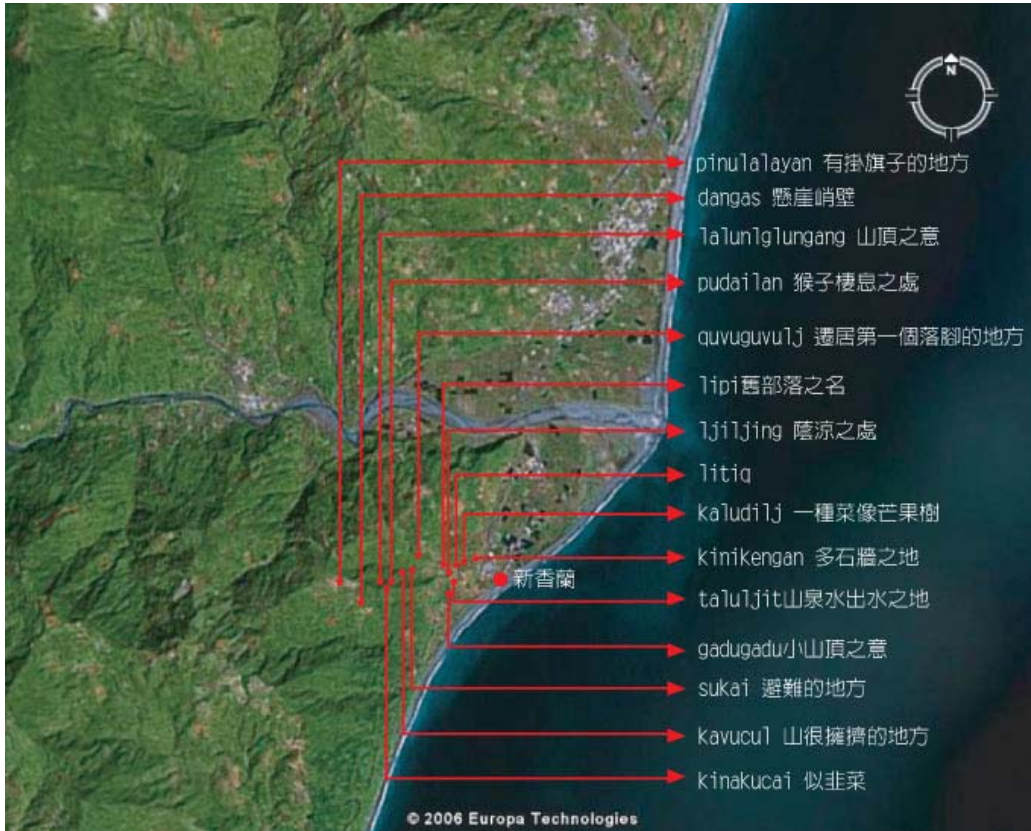 N
pinulalayan 有掛旗子的地方
dangas 懸崖峭壁
lalunlglungang 山頂之意
pudailan 猴子棲息之處
quvuguvulj 遷居第一個落腳的地方
lipi舊部落之名
ljiljing 蔭涼之處
litiq
kaludilj 一種菜像芒果樹
kinikengan 多石牆之地
新香蘭
taluljit山泉水出水之地
gadugadu小山頂之意
sukai 避難的地方
kavucul 山很擁擠的地方
kinakucai 似韭菜
© 2006 Europa Technologies